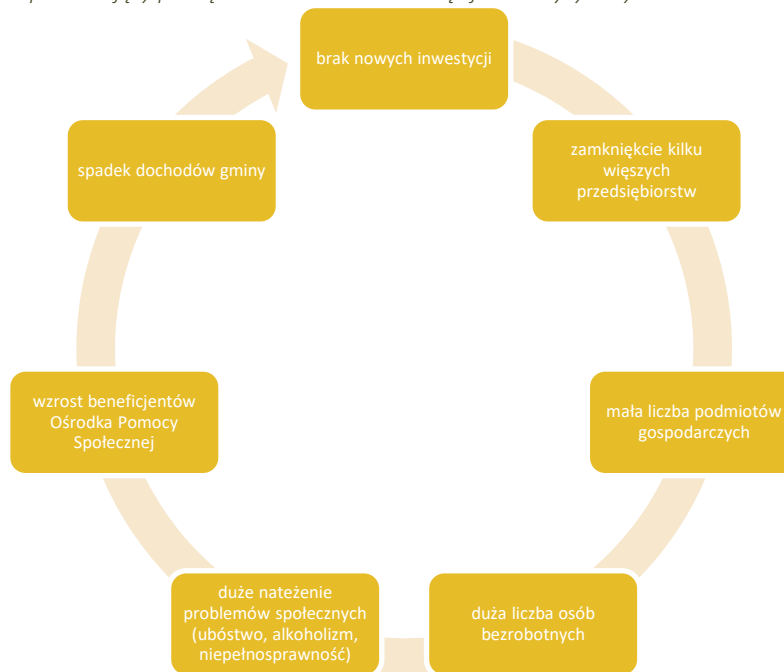 brak nowych inwestycji
zamknięкcie kilku
więszych
przedsiębiorstw
mała liczba podmiotów
gospodarczych
duża liczba osób
bezrobotnych
duże nateżenie
problemów społecznych
(ubóstwo, alkoholizm,
niepełnosprawność)
wzrost beneficjentów
Ośrodka Pomocy
Społecznej
spadek dochodów gminy